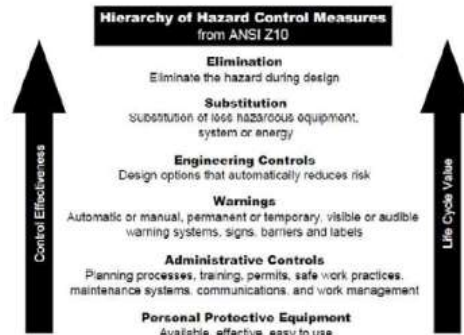 Hierarchy of Hazard Control Measures
from ANSI Z10
Elimination
Eliminate the hazard during design
Substitution
Substitution of less hazardous equipment,
system or energy
Engineering Controls
Design options that automatically reduces risk
Warnings
Automatic or manual, permanent or temporary, visible or audible
warning systems, signs, barriers and labels
Administrative Controls
Planning processes, training, permits, safe work practices,
maintenance systems, communications, and work management
Personal Protective Equipment
Available, effective, easy to use
Control Effectiveness
Life Cycle Value